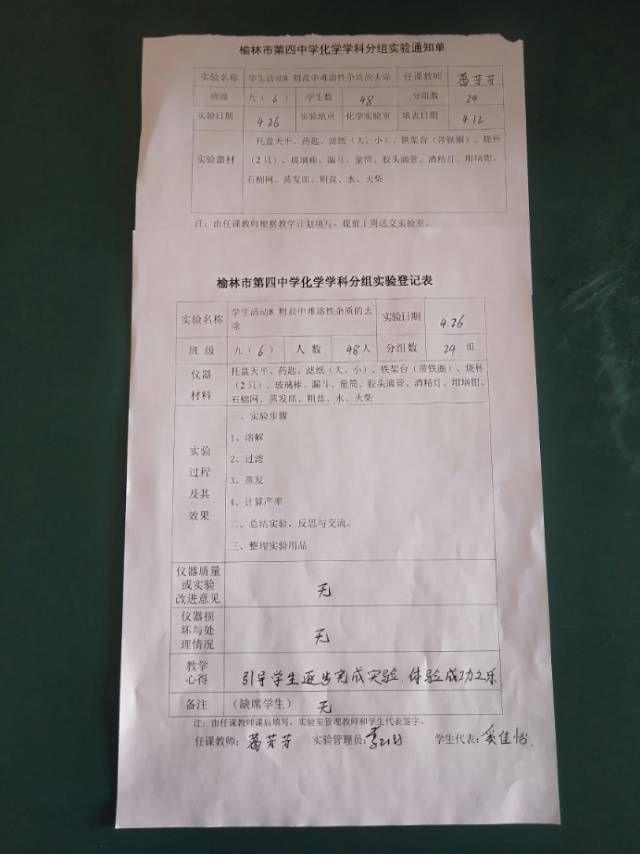 榆林市第四中学化学学科分组实验通知单
实验名称 学生活动8 粗盐中难溶性杂质的去除 任课教师 葛芳芳
班级 九（6） 学生数 48 分组数 24
实验日期 4.26 实验地点 化学实验室 填表日期 4.12
实验器材
托盘天平、药匙、滤纸（大、小）、铁架台（带铁圈）、烧杯
（2只）、玻璃棒、漏斗、量筒、胶头滴管、酒精灯、坩埚钳、
石棉网、蒸发皿、粗盐、水、火柴
注：由任课教师根据教学计划填写，提前1周送交实验室。
榆林市第四中学化学学科分组实验登记表
实验名称 学生活动8 粗盐中难溶性杂质的去
除 实验日期 4.26
班 级 九（6） 人 数 48人 分组数 24 组
仪器
材料
托盘天平、药匙、滤纸（大、小）、铁架台（带铁圈）、烧杯
（2只）、玻璃棒、漏斗、量筒、胶头滴管、酒精灯、坩埚钳、
石棉网、蒸发皿、粗盐、水、火柴
实验
过程
及其
效果
一、实验步骤
1、溶解
2、过滤
3、蒸发
4、计算产率
二、总结实验，反思与交流。
三、整理实验用品
仪器质量
或实验
改进意见
无
仪器损
坏与处
理情况
无
教学
心得
引导学生逐步完成实验，体验成功之乐
备注 （缺席学生） 无
注：由任课教师课后填写，实验室管理教师和学生代表签字。
任课教师：葛芳芳 实验管理员： 学生代表：佳怡